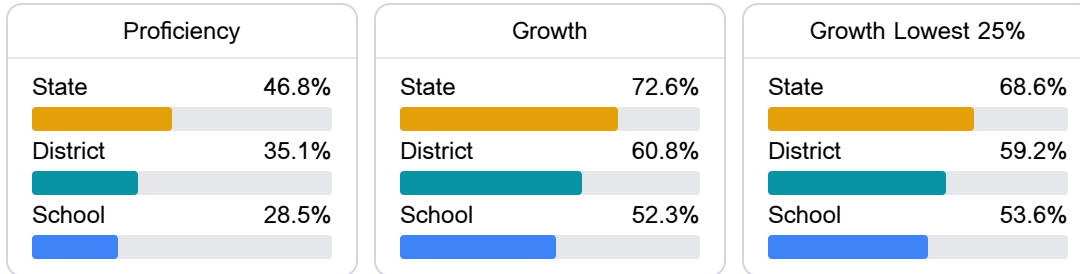 Proficiency
State 46.8%
District 35.1%
School 28.5%
Growth
State 72.6%
District 60.8%
School 52.3%
Growth Lowest 25%
State 68.6%
District 59.2%
School 53.6%